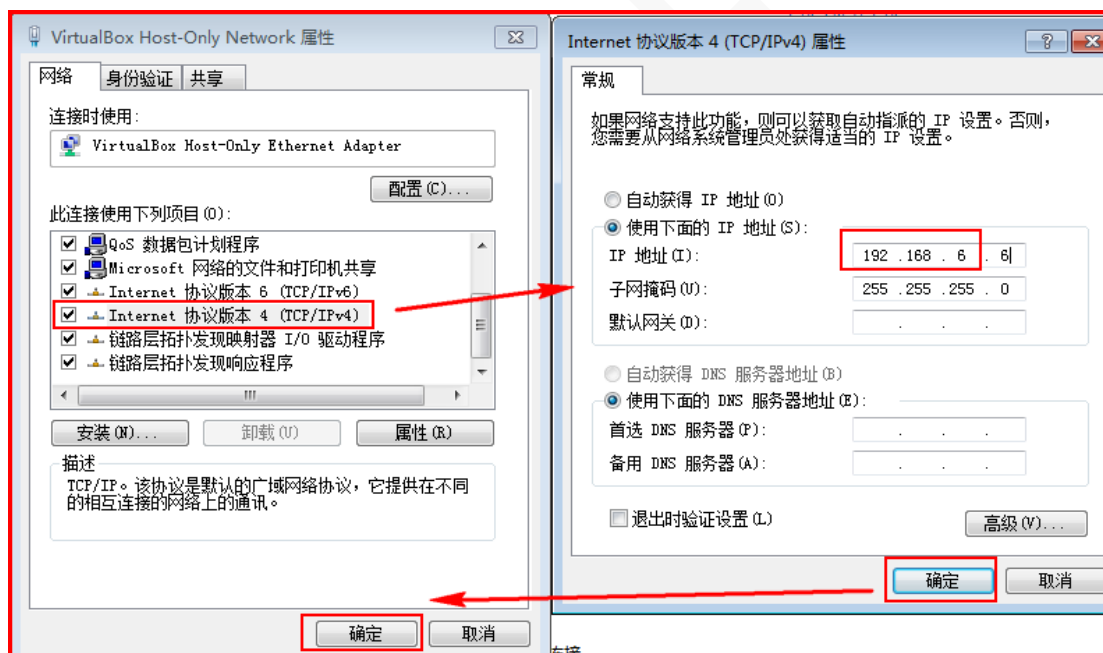 VirtualBox Host-Only Network 属性
网络
身份验证
共享
连接时使用:
VirtualBox Host-Only Ethernet Adapter
配置(C)...
此连接使用下列项目(O):
QoS 数据包计划程序
Microsoft 网络的文件和打印机共享
Internet 协议版本 6 (TCP/IPv6)
Internet 协议版本 4 (TCP/IPv4)
链路层拓扑发现映射器 I/O 驱动程序
链路层拓扑发现响应程序
安装(N)...
卸载(U)
属性(R)
描述
TCP/IP。该协议是默认的广域网络协议，它提供在不同
的相互连接的网络上的通讯。
确定
取消
Internet 协议版本 4 (TCP/IPv4) 属性
常规
如果网络支持此功能，则可以获取自动指派的 IP 设置。否则，
您需要从网络系统管理员处获得适当的 IP 设置。
自动获得 IP 地址(O)
使用下面的 IP 地址(S):
IP 地址(I): 192 .168 . 6 . 6
子网掩码(U): 255 .255 .255 . 0
默认网关(D): . . .
自动获得 DNS 服务器地址(B)
使用下面的 DNS 服务器地址(E):
首选 DNS 服务器(P): . . .
备用 DNS 服务器(A): . . .
退出时验证设置(L)
高级(V)...
确定
取消